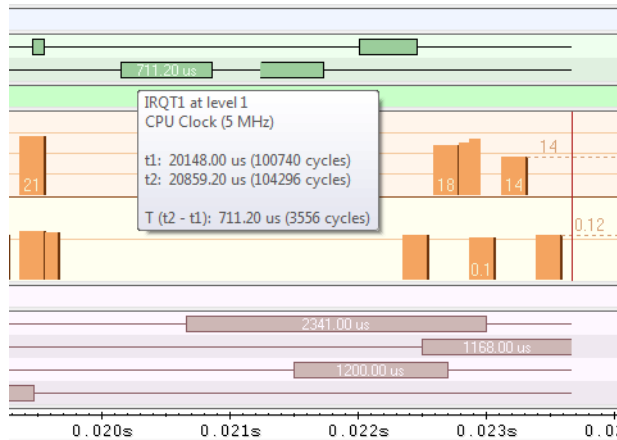 711.20 us
IRQT1 at level 1
CPU Clock (5 MHz)
t1: 20148.00 us (100740 cycles)
t2: 20859.20 us (104296 cycles)
T (t2 - t1): 711.20 us (3556 cycles)
14
21
18
14
0.12
0.1
2341.00 us
1168.00 us
1200.00 us
0.020s
0.021s
0.022s
0.023s
0.0